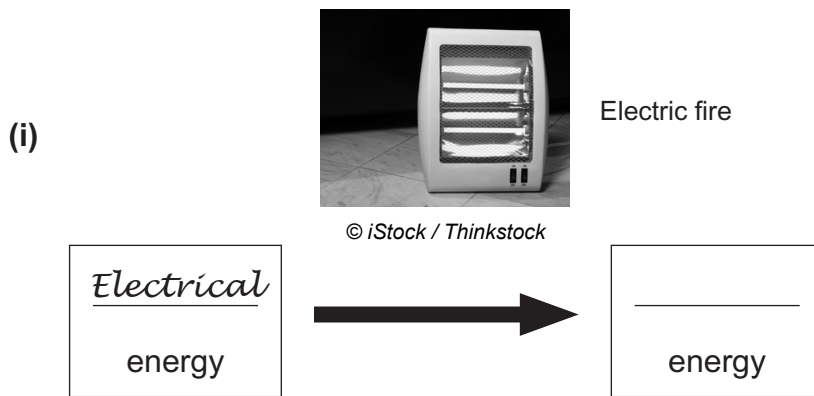 Electric fire
(i)
© iStock / Thinkstock
Electrical
energy
energy